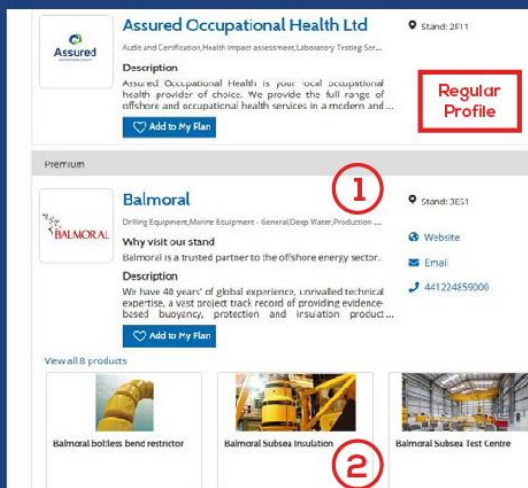 Assured Occupational Health Ltd
Stand: 2F11
Assured
Audit and Certification,Health impact assessment,Laboratory Testing Ser...
Description
Assured Occupational Health is your local occupational
health provider of choice. We provide the full range of
offshore and occupational health services in a modern and ...
Regular
Profile
Add to My Plan
Premium
1
Balmoral
Stand: 3E51
BALMORAL
Drilling Equipment,Marine Equipment - General,Deep Water,Production ...
Why visit our stand
Website
Balmoral is a trusted partner to the offshore energy sector.
Email
Description
We have 40 years' of global experience, unrivalled technical
441224859000
expertise, a vast project track record of providing evidence-
based buoyancy, protection and insulation product ...
Add to My Plan
View all 8 products
Balmoral boltless bend restrictor
Balmoral Subsea Insulation
Balmoral Subsea Test Centre
2